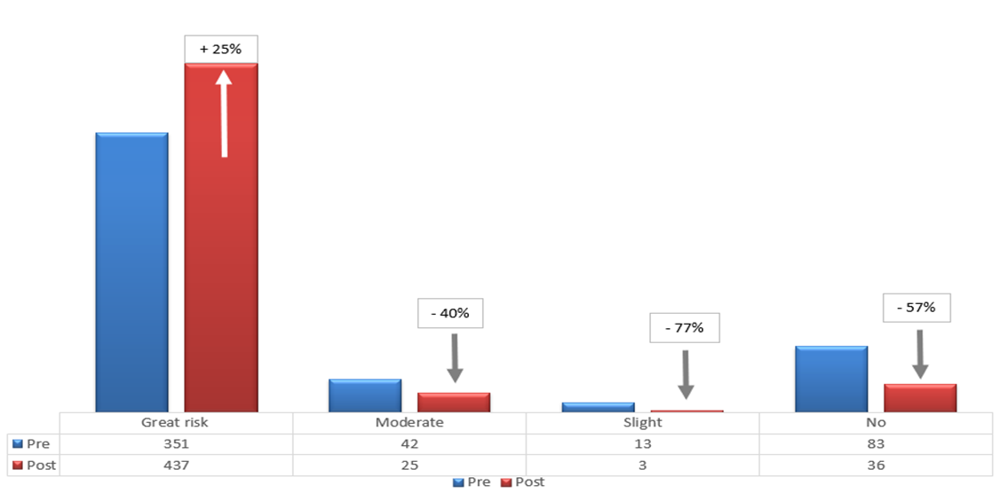 + 25%
- 40%
- 77%
- 57%
Great risk Moderate Slight No
Pre 351 42 13 83
Post 437 25 3 36
Pre Post